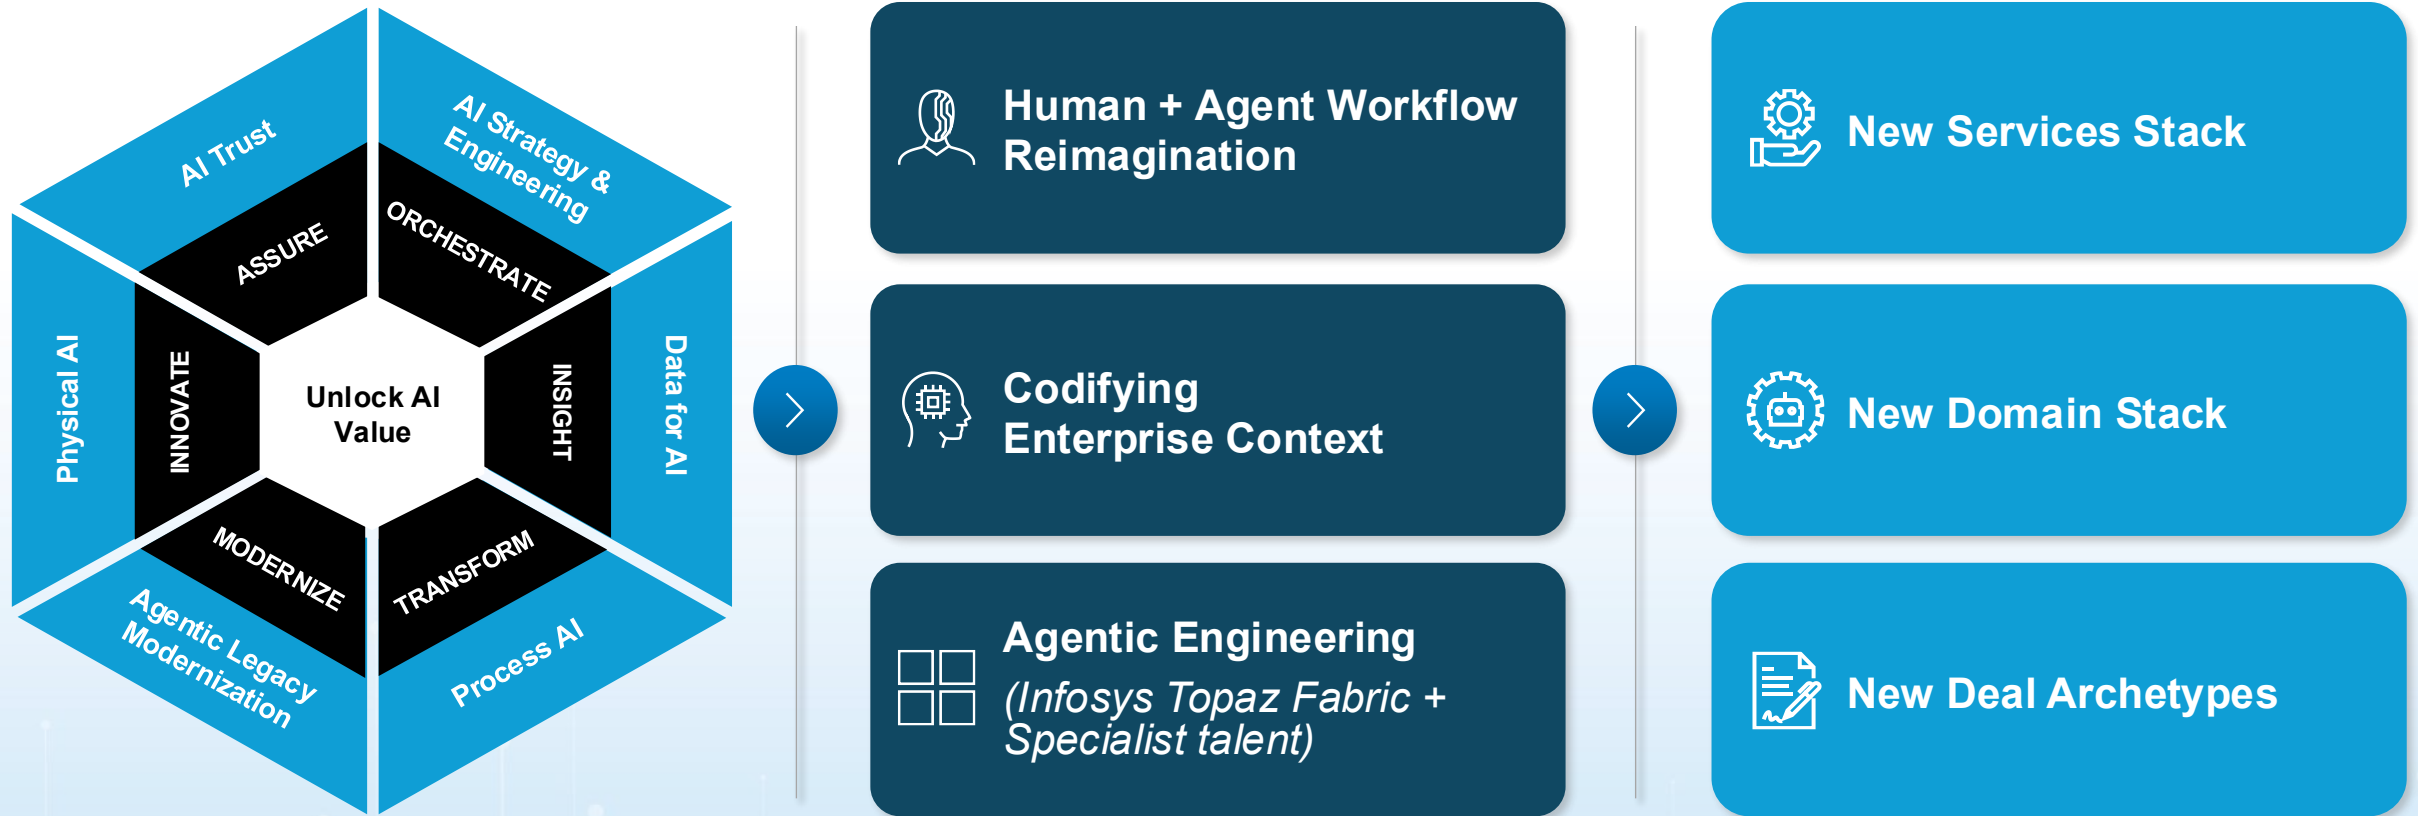 AI Trust
AI Strategy &
Engineering
ASSURE
ORCHESTRATE
Physical AI
INNOVATE
Unlock AI
Value
INSIGHT
Data for AI
MODERNIZE
TRANSFORM
Agentic Legacy
Modernization
Process AI
Human + Agent Workflow
Reimagination
Codifying
Enterprise Context
Agentic Engineering
(Infosys Topaz Fabric +
Specialist talent)
New Services Stack
New Domain Stack
New Deal Archetypes